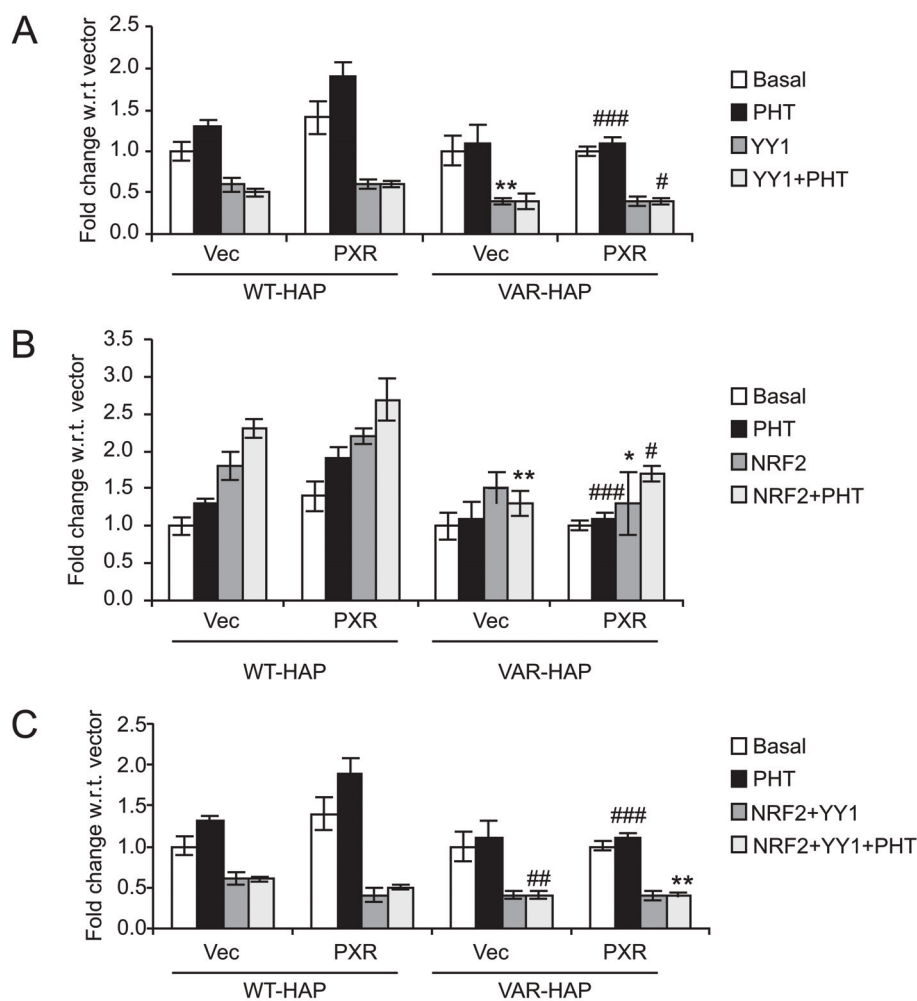 A
Fold change w.r.t vector
2.5
2.0
1.5
1.0
0.5
0.0
###
**
#
Vec PXR Vec PXR
WT-HAP VAR-HAP
Basal
PHT
YY1
YY1+PHT
B
Fold change w.r.t. vector
3.5
3.0
2.5
2.0
1.5
1.0
0.5
0.0
* #
** ###
Vec PXR Vec PXR
WT-HAP VAR-HAP
Basal
PHT
NRF2
NRF2+PHT
C
Fold change w.r.t. vector
2.5
2.0
1.5
1.0
0.5
0.0
###
## **
Vec PXR Vec PXR
WT-HAP VAR-HAP
Basal
PHT
NRF2+YY1
NRF2+YY1+PHT